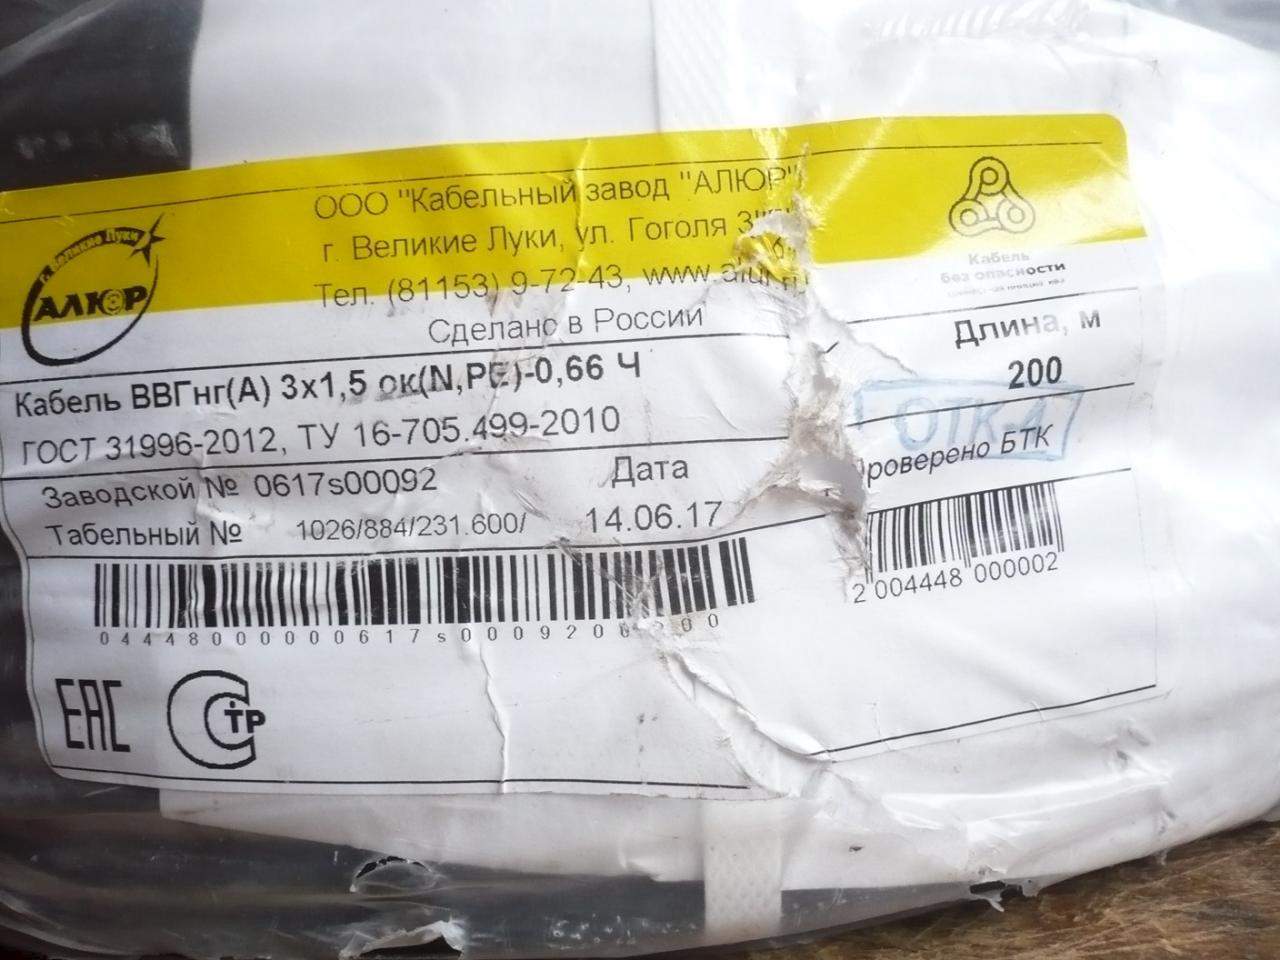 ООО "Кабельный завод "АЛЮР"
г. Великие Луки, ул. Гоголя
Тел. (81153) 9-72-43, www.alur.
г. Великие Луки
АЛЮР
Сделано в России
Кабель
без опасности
Длина, м
200
Кабель ВВГнг(А) 3х1,5 ок(N,PE)-0,66 Ч
ГОСТ 31996-2012, ТУ 16-705.499-2010
ОТК-4
Проверено БТК
Заводской № 0617s00092
Дата
Табельный № 1026/884/231.600/
14.06.17
2 004448 000002
EAC
С ТР